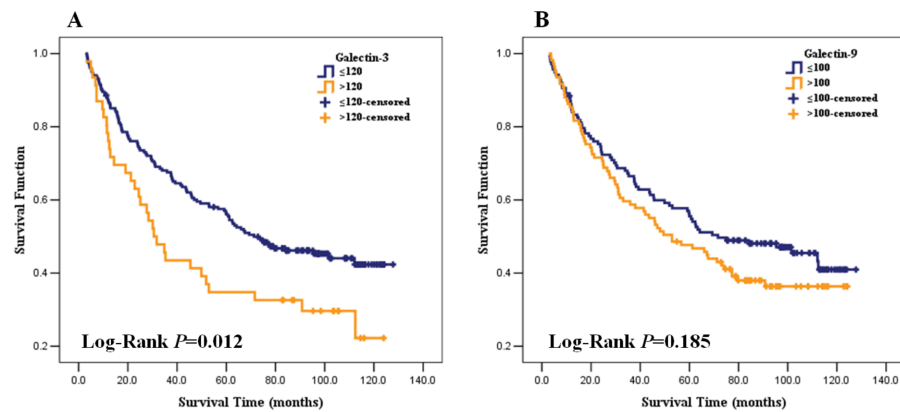 A
Galectin-3
≤120
>120
≤120-censored
>120-censored
Survival Function
1.0
0.8
0.6
0.4
0.2
Log-Rank P=0.012
0.0 20.0 40.0 60.0 80.0 100.0 120.0 140.0
Survival Time (months)
B
Galectin-9
≤100
>100
≤100-censored
>100-censored
Survival Function
1.0
0.8
0.6
0.4
0.2
Log-Rank P=0.185
0.0 20.0 40.0 60.0 80.0 100.0 120.0 140.0
Survival Time (months)